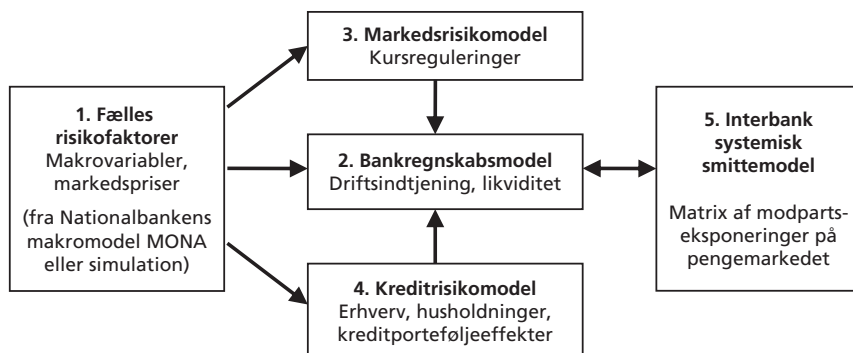 3. Markedsrisikomodel
Kursreguleringer
1. Fælles
risikofaktorer
Makrovariabler,
markedspriser
(fra Nationalbankens
makromodel MONA
eller simulation)
2. Bankregnskabsmodel
Driftsindtjening, likviditet
5. Interbank
systemisk
smittemodel
Matrix af modparts-
eksponeringer på
pengemarkedet
4. Kreditrisikomodel
Erhverv, husholdninger,
kreditporteføljeeffekter